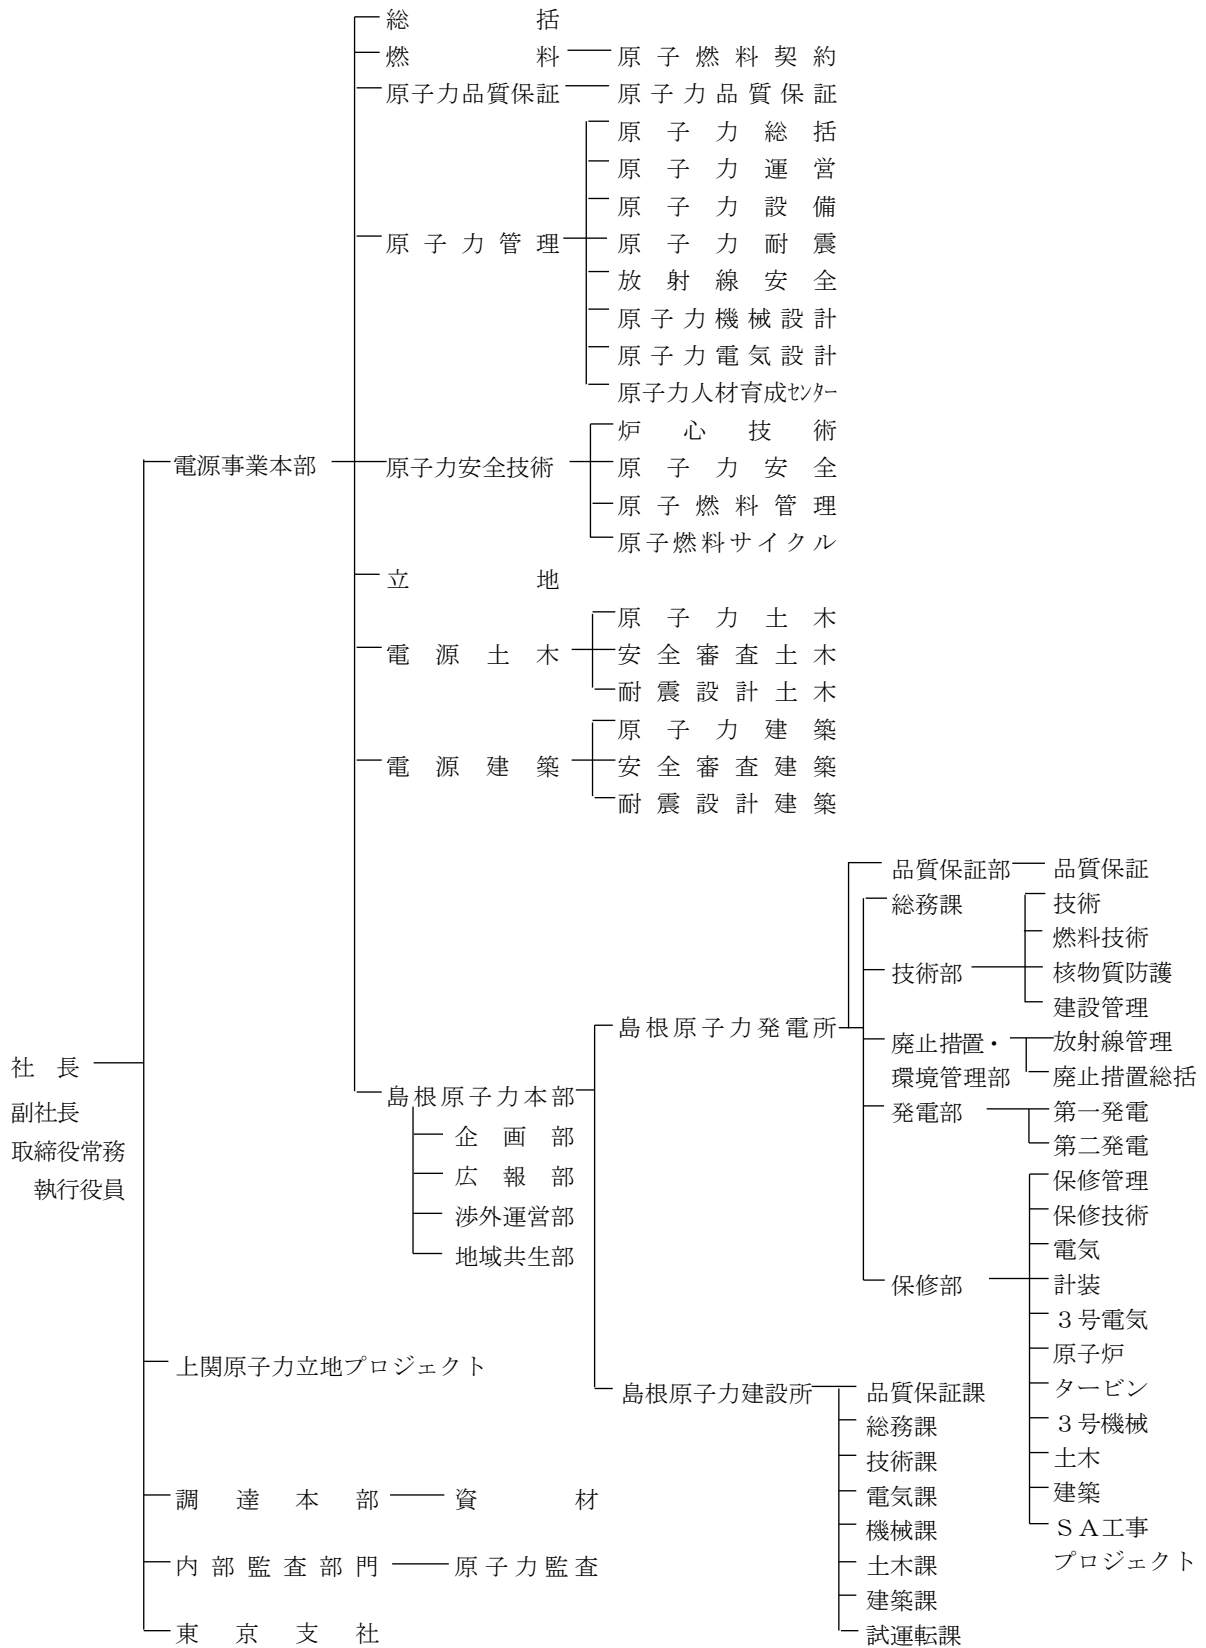 総括
燃料 原子燃料契約
原子力品質保証 原子力品質保証
原子力総括
原子力運営
原子力設備
原子力管理 原子力耐震
放射線安全
原子力機械設計
原子力電気設計
原子力人材育成ｾﾝﾀｰ
炉心技術
電源事業本部 原子力安全技術 原子力安全
原子燃料管理
原子燃料サイクル
立地
原子力土木
電源土木 安全審査土木
耐震設計土木
原子力建築
電源建築 安全審査建築
耐震設計建築
品質保証部 品質保証
総務課 技術
燃料技術
技術部 核物質防護
建設管理
島根原子力発電所
廃止措置・ 放射線管理
環境管理部 廃止措置総括
社長
島根原子力本部
副社長
企画部
発電部 第一発電
第二発電
取締役常務
執行役員
広報部
渉外運営部
地域共生部
保修管理
保修技術
電気
保修部 計装
３号電気
原子炉
上関原子力立地プロジェクト
島根原子力建設所 品質保証課
タービン
総務課
３号機械
技術課
土木
調達本部 資材
電気課
建築
機械課
ＳＡ工事
プロジェクト
内部監査部門 原子力監査
土木課
建築課
東京支社
試運転課